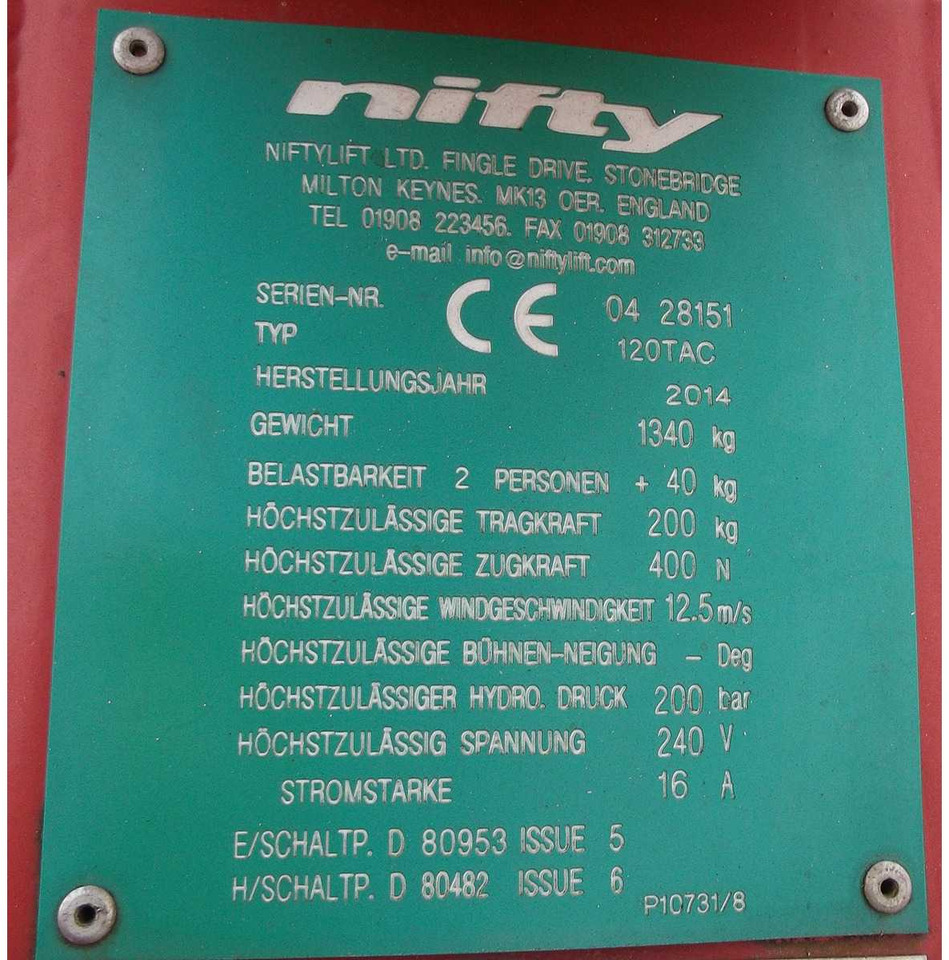 nifty
NIFTYLIFT LTD. FINGLE DRIVE. STONEBRIDGE
MILTON KEYNES. MK13 OER. ENGLAND
TEL 01908 223456. FAX 01908 312733
e-mail info@niftylift.com
SERIEN-NR. CE 04 28151
TYP 120TAC
HERSTELLUNGSJAHR 2014
GEWICHT 1340 kg
BELASTBARKEIT 2 PERSONEN + 40 kg
HÖCHSTZULÄSSIGE TRAGKRAFT 200 kg
HÖCHSTZULÄSSIGE ZUGKRAFT 400 N
HÖCHSTZULÄSSIGE WINDGESCHWINDIGKEIT 12.5 m/s
HÖCHSTZULÄSSIGE BÜHNEN-NEIGUNG - Deg
HÖCHSTZULÄSSIGER HYDRO. DRUCK 200 bar
HÖCHSTZULÄSSIG SPANNUNG 240 V
STROMSTARKE 16 A
E/SCHALTP. D 80953 ISSUE 5
H/SCHALTP. D 80482 ISSUE 6
P10731/8